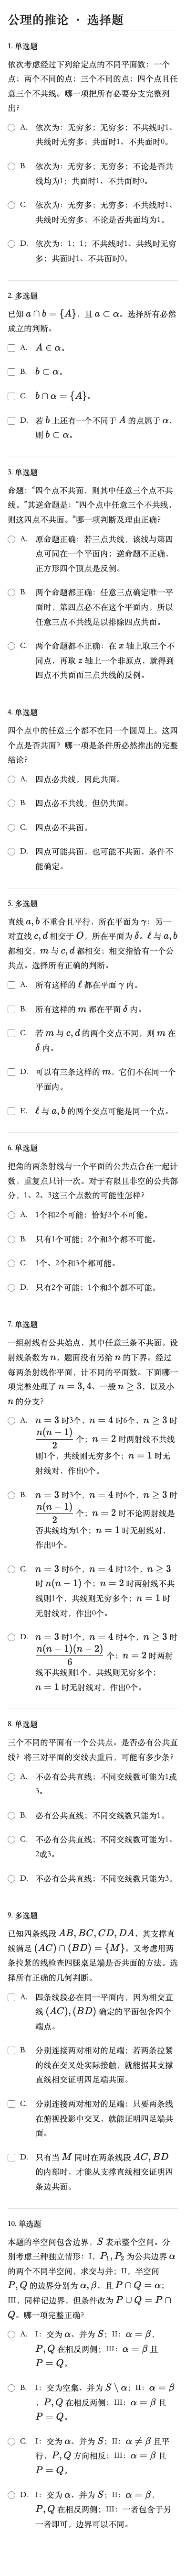 公理的推论 · 选择题
1. 单选题
依次考虑经过下列给定点的不同平面数：一个
点；两个不同的点；三个不同的点；四个点且任
意三个不共线。哪一项把所有必要分支完整列
出？
A. 依次为：无穷多；无穷多；不共线时1、
共线时无穷多；共面时1、不共面时0。
B. 依次为：无穷多；无穷多；不论是否共
线均为1；共面时1、不共面时0。
C. 依次为：无穷多；无穷多；不共线时1、
共线时无穷多；不论是否共面均为1。
D. 依次为：1；1；不共线时1、共线时无穷
多；共面时1、不共面时0。
2. 多选题
已知 a ∩ b = {A}，且 a ⊂ α。选择所有必然
成立的判断。
A. A ∈ α。
B. b ⊂ α。
C. b ∩ α = {A}。
D. 若 b 上还有一个不同于 A 的点属于 α，
则 b ⊂ α。
3. 单选题
命题：“四个点不共面，则其中任意三个点不共
线。”其逆命题是：“四个点中任意三个不共线，
则这四点不共面。”哪一项判断及理由正确？
A. 原命题正确：若三点共线，该线与第四
点可同在一个平面内；逆命题不正确，
正方形四个顶点是反例。
B. 两个命题都正确：任意三点确定唯一平
面时，第四点必不在这个平面内，所以
任意三点不共线足以排除四点共面。
C. 两个命题都不正确：在 x 轴上取三个不
同点，再取 z 轴上一个非原点，就得到
四点不共面而三点共线的反例。
4. 单选题
四个点中的任意三个都不在同一个圆周上。这四
个点是否共面？哪一项是条件所必然推出的完整
结论？
A. 四点必共线，因此共面。
B. 四点必不共线，但仍共面。
C. 四点必不共面。
D. 四点可能共面，也可能不共面，条件不
能确定。
5. 多选题
直线 a, b 不重合且平行，所在平面为 γ；另一
对直线 c, d 相交于 O，所在平面为 δ。ℓ 与 a, b
都相交，m 与 c, d 都相交；相交指恰有一个公
共点。选择所有正确的判断。
A. 所有这样的 ℓ 都在平面 γ 内。
B. 所有这样的 m 都在平面 δ 内。
C. 若 m 与 c, d 的两个交点不同，则 m 在
δ 内。
D. 可以有三条这样的 m，它们不在同一个
平面内。
E. ℓ 与 a, b 的两个交点可能是同一个点。
6. 单选题
把角的两条射线与一个平面的公共点合在一起计
数，重复点只计一次。对于有限且非空的公共部
分，1、2、3这三个点数的可能性怎样？
A. 1个和2个可能；恰好3个不可能。
B. 只有1个可能；2个和3个都不可能。
C. 1个、2个和3个都可能。
D. 只有2个可能；1个和3个都不可能。
7. 单选题
一组射线有公共始点，其中任意三条不共面。设
射线条数为 n，题面没有另给 n 的下界。经过
每两条射线作平面，计不同的平面数。下面哪一
项完整处理了 n = 3, 4、一般 n ≥ 3，以及小
n 的分支？
A. n = 3 时3个，n = 4 时6个，n ≥ 3 时
n(n − 1)/2 个；n = 2 时两射线不共线
则1个，共线则无穷多个；n = 1 时无
射线对，作出0个。
B. n = 3 时3个，n = 4 时6个，n ≥ 3 时
n(n − 1)/2 个；n = 2 时不论两射线是
否共线均为1个；n = 1 时无射线对，
作出0个。
C. n = 3 时6个，n = 4 时12个，n ≥ 3
时 n(n − 1) 个；n = 2 时两射线不共
线则1个，共线则无穷多个；n = 1 时
无射线对，作出0个。
D. n = 3 时1个，n = 4 时4个，n ≥ 3 时
n(n − 1)(n − 2)/6 个；n = 2 时两射
线不共线则1个，共线则无穷多个；
n = 1 时无射线对，作出0个。
8. 单选题
三个不同的平面有一个公共点。是否必有公共直
线？将三对平面的交线去重后，可能有多少条？
A. 不必有公共直线；不同交线数可能为1或
3。
B. 必有公共直线；不同交线数只能为1。
C. 不必有公共直线；不同交线数可能为1、
2或3。
D. 不必有公共直线；不同交线数只能为3。
9. 多选题
已知四条线段 AB, BC, CD, DA，其支撑直
线满足 (AC) ∩ (BD) = {M}。又考虑用两
条拉紧的线检查四腿桌足端是否共面的方法。选
择所有正确的几何判断。
A. 四条线段必在同一平面内，因为相交直
线 (AC), (BD) 确定的平面包含四个
端点。
B. 分别连接两对相对的足端；若两条拉紧
的线在交叉处实际接触，就能据其支撑
直线相交证明四足端共面。
C. 分别连接两对相对的足端；只要两条线
在俯视投影中交叉，就能证明四足端共
面。
D. 只有当 M 同时在两条线段 AC, BD
的内部时，才能从支撑直线相交证明四
条边共面。
10. 单选题
本题的半空间包含边界，S 表示整个空间。分
别考虑三种独立情形：I，P₁, P₂ 为公共边界 α
的两个不同半空间，求交与并；II，半空间
P, Q 的边界分别为 α, β，且 P ∩ Q = α；
III，同样记边界，但条件改为 P ∪ Q = P ∩
Q。哪一项完整正确？
A. I：交为 α、并为 S；II：α = β，
P, Q 在相反两侧；III：α = β 且
P = Q。
B. I：交为空集、并为 S ∖ α；II：α = β
，P, Q 在相反两侧；III：α = β 且
P = Q。
C. I：交为 α、并为 S；II：α ≠ β 且平
行，P, Q 方向相反；III：α = β 且
P = Q。
D. I：交为 α、并为 S；II：α = β，
P, Q 在相反两侧；III：一者包含于另
一者即可，边界可以不同。